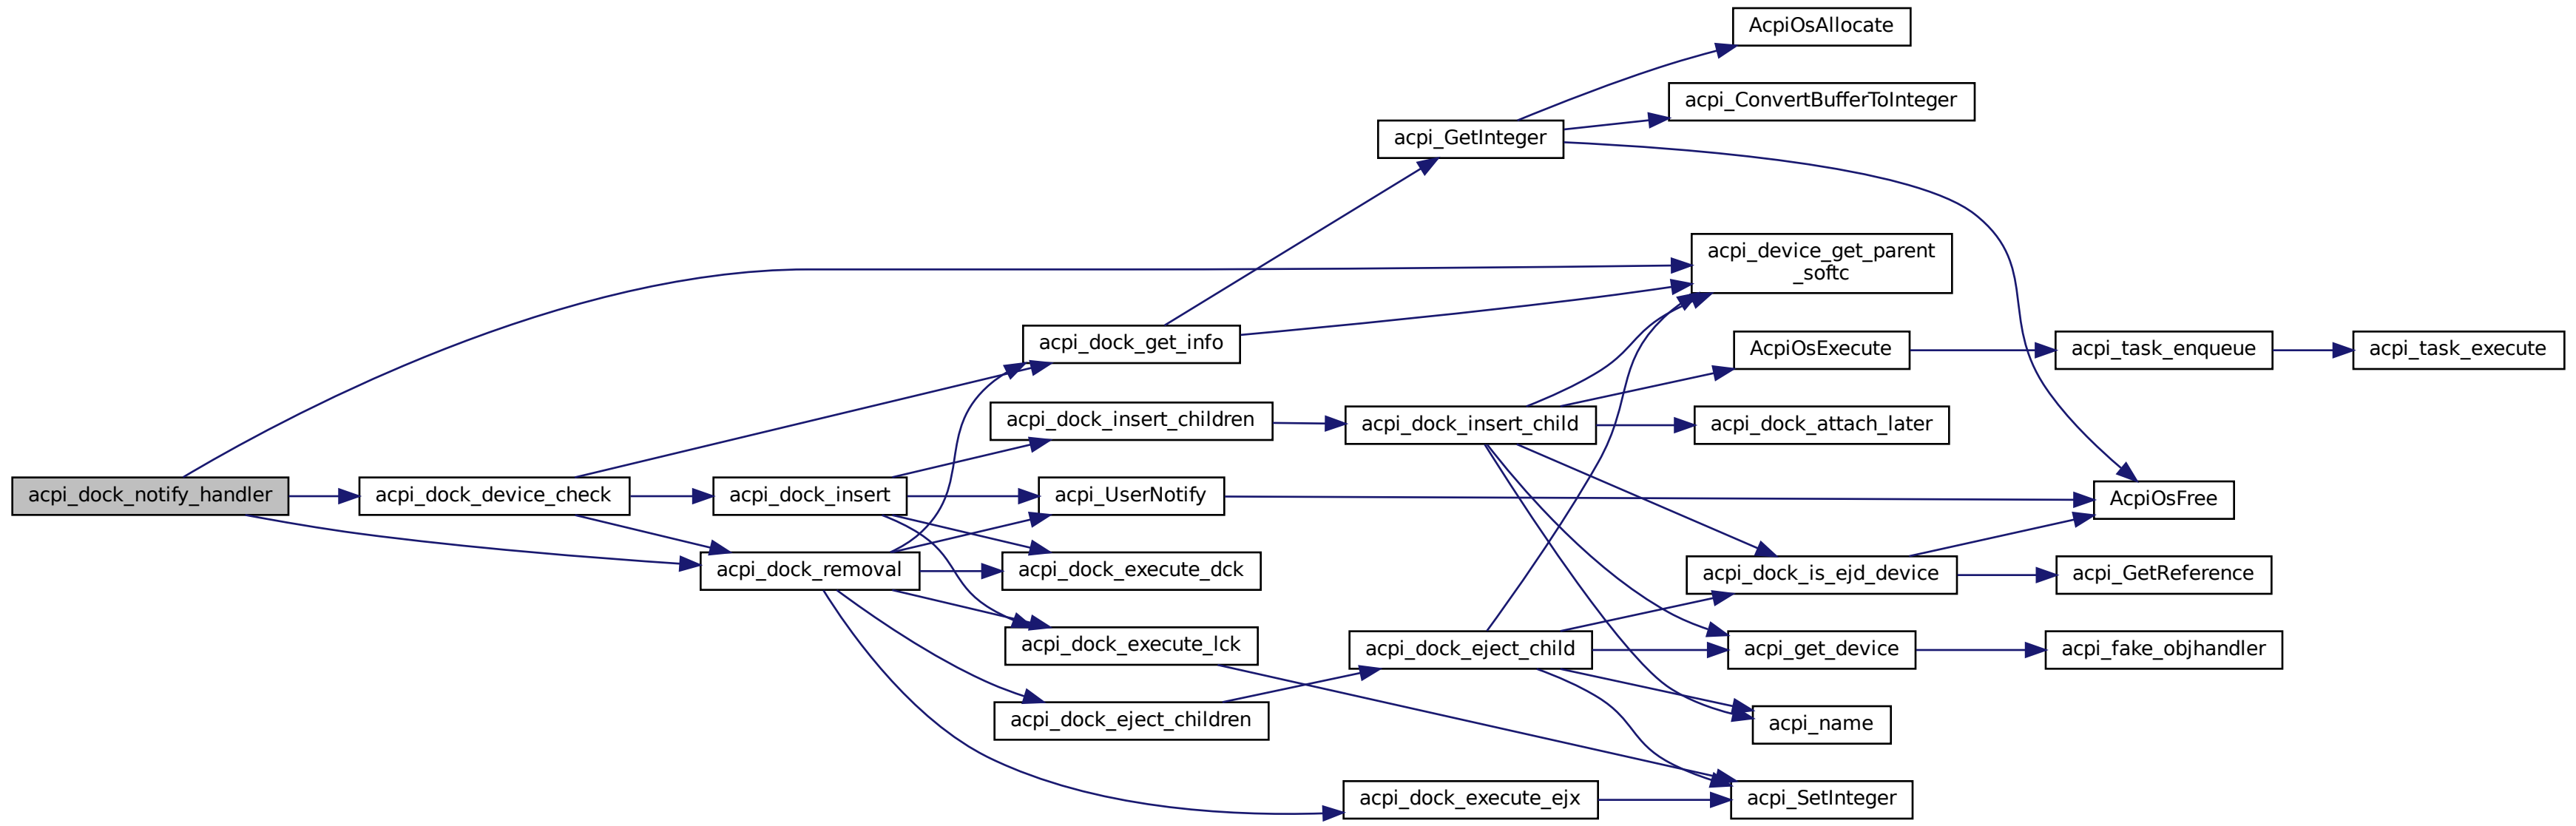 AcpiOsAllocate
acpi_ConvertBufferToInteger
acpi_GetInteger
acpi_device_get_parent
_softc
acpi_dock_get_info
AcpiOsExecute
acpi_task_enqueue
acpi_task_execute
acpi_dock_insert_children
acpi_dock_insert_child
acpi_dock_attach_later
acpi_dock_notify_handler
acpi_dock_device_check
acpi_dock_insert
acpi_UserNotify
AcpiOsFree
acpi_dock_removal
acpi_dock_execute_dck
acpi_dock_is_ejd_device
acpi_GetReference
acpi_dock_execute_lck
acpi_dock_eject_child
acpi_get_device
acpi_fake_objhandler
acpi_dock_eject_children
acpi_name
acpi_dock_execute_ejx
acpi_SetInteger